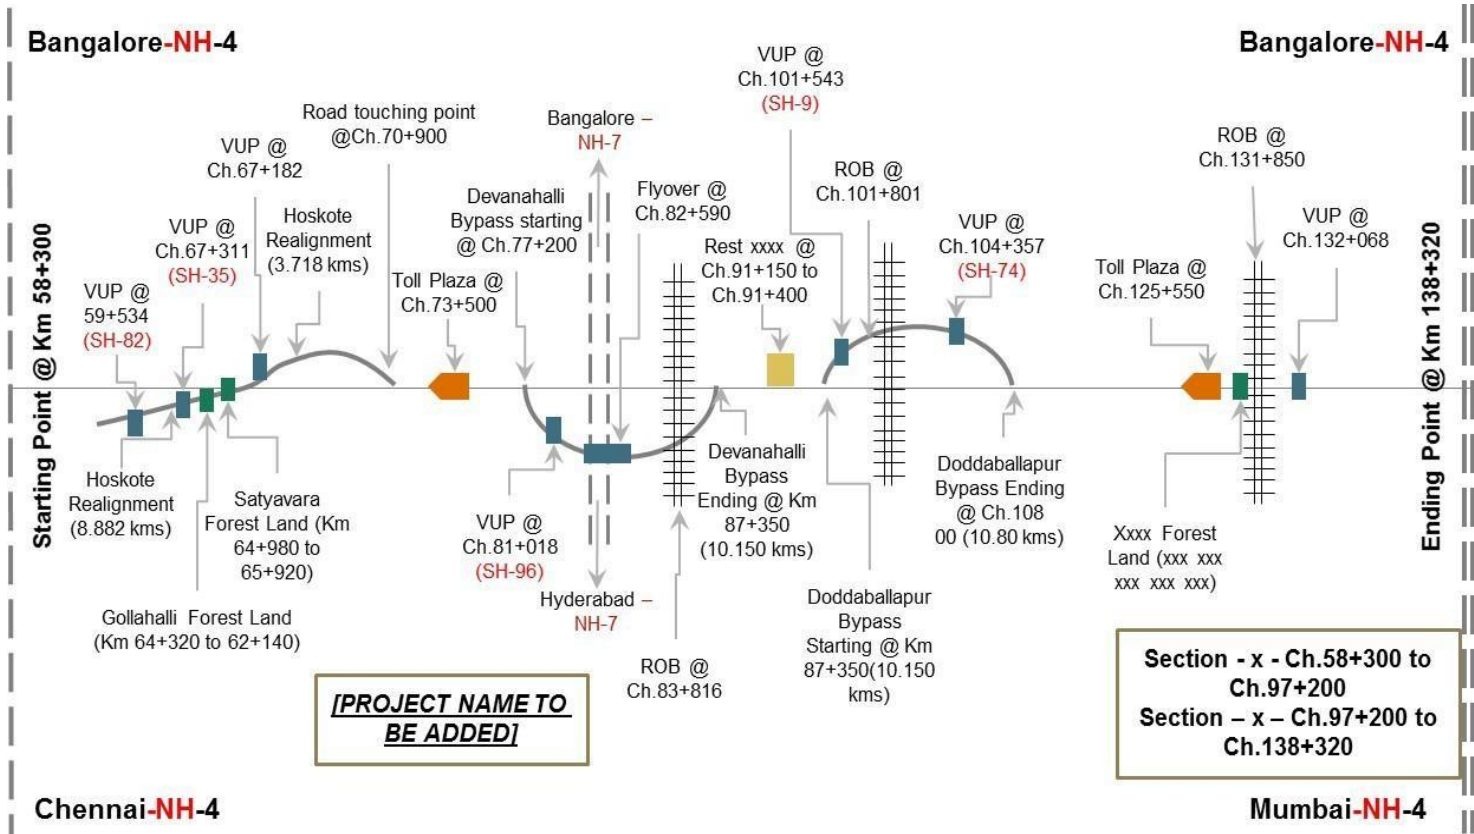 Bangalore-NH-4
Bangalore-NH-4
Starting Point @ Km 58+300
VUP @
59+534
(SH-82)
VUP @
Ch.67+311
(SH-35)
VUP @
Ch.67+182
Hoskote
Realignment
(3.718 kms)
Road touching point
@Ch.70+900
Toll Plaza @
Ch.73+500
Devanahalli
Bypass starting
@ Ch.77+200
Bangalore –
NH-7
Flyover @
Ch.82+590
Rest xxxx @
Ch.91+150 to
Ch.91+400
VUP @
Ch.101+543
(SH-9)
ROB @
Ch.101+801
VUP @
Ch.104+357
(SH-74)
Toll Plaza @
Ch.125+550
ROB @
Ch.131+850
VUP @
Ch.132+068
Ending Point @ Km 138+320
Hoskote
Realignment
(8.882 kms)
Satyavara
Forest Land (Km
64+980 to
65+920)
Gollahalli Forest Land
(Km 64+320 to 62+140)
VUP @
Ch.81+018
(SH-96)
Hyderabad –
NH-7
ROB @
Ch.83+816
Devanahalli
Bypass
Ending @ Km
87+350
(10.150 kms)
Doddaballapur
Bypass
Starting @ Km
87+350(10.150
kms)
Doddaballapur
Bypass Ending
@ Ch.108
00 (10.80 kms)
Xxxx Forest
Land (xxx xxx
xxx xxx xxx)
[PROJECT NAME TO
BE ADDED]
Section - x - Ch.58+300 to
Ch.97+200
Section – x – Ch.97+200 to
Ch.138+320
Chennai-NH-4
Mumbai-NH-4